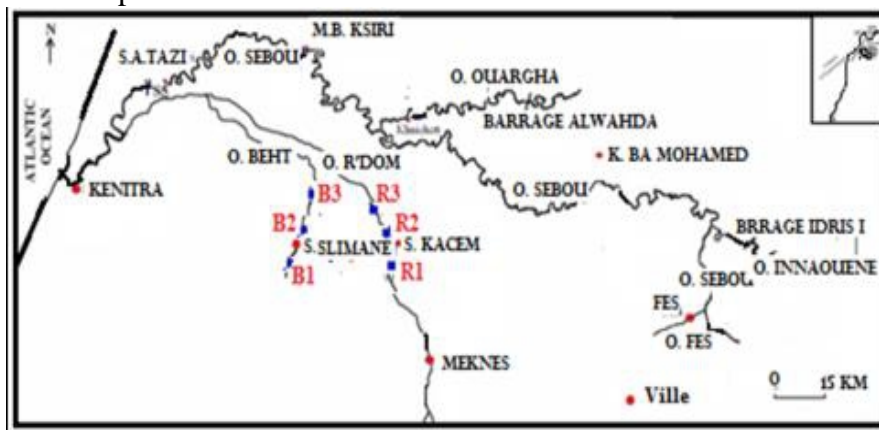 N
M.B. KSIRI
S.A.TAZI
O. SEBOU
O. OUARGHA
BARRAGE ALWAHDA
ATLANTIC
OCEAN
K. BA MOHAMED
O. BEHT
O. R'DOM
KENITRA
B3
R3
O. SEBOU
B2
R2
BRRAGE IDRIS I
S. SLIMANE
S. KACEM
B1
R1
O. INNAOUENE
O. SEBOU
FES
O. FES
MEKNES
Ville
0 15 KM